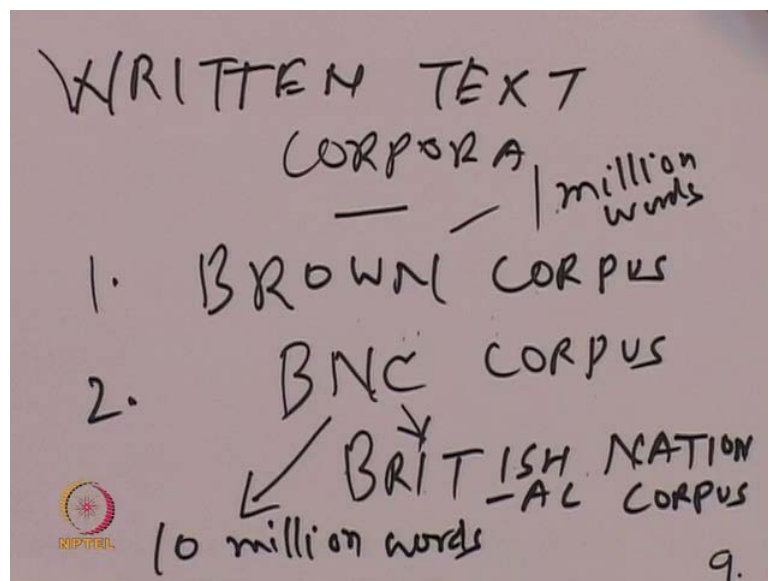 WRITTEN TEXT
CORPORA
1 million
words
1. BROWN CORPUS
2. BNC CORPUS
BRITISH NATION
-AL CORPUS
10 million words
NPTEL
9.